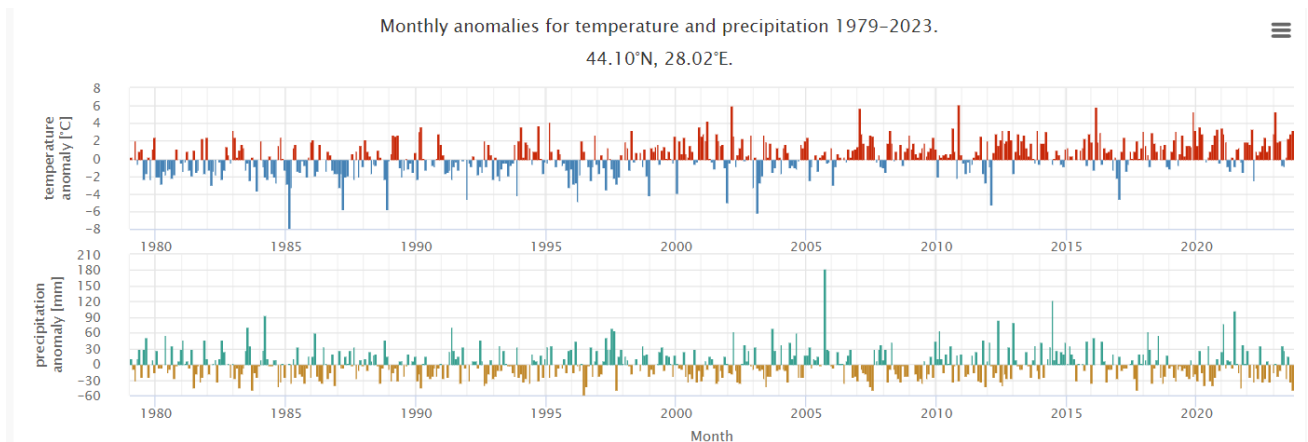 Monthly anomalies for temperature and precipitation 1979-2023.
44.10°N, 28.02°E.
temperature
anomaly [°C]
8
6
4
2
0
−2
−4
−6
−8
1980 1985 1990 1995 2000 2005 2010 2015 2020
precipitation
anomaly [mm]
210
180
150
120
90
60
30
0
−30
−60
1980 1985 1990 1995 2000 2005 2010 2015 2020
Month